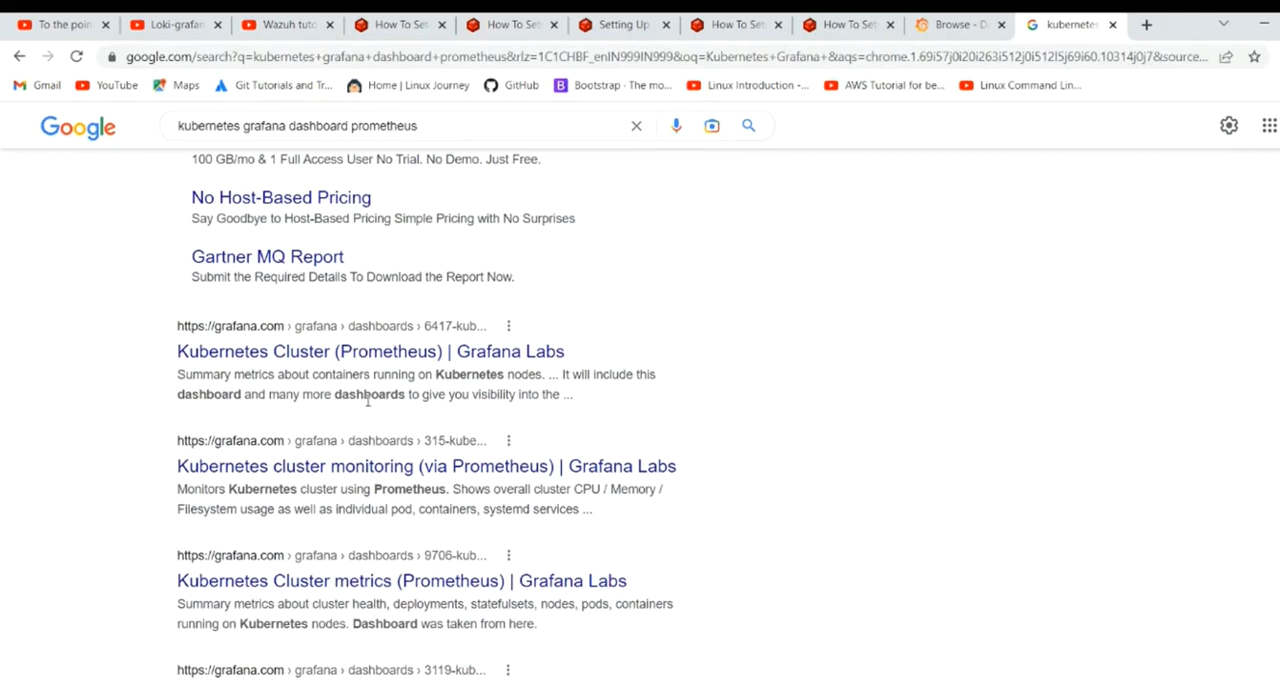 To the poin
Loki-grafan
Wazuh tuto
How To Set
How To Set
Setting Up
How To Set
How To Set
Browse - D
kubernetes
google.com/search?q=kubernetes+grafana+dashboard+prometheus&rlz=1C1CHBF_enIN999IN999&oq=Kubernetes+Grafana+&aqs=chrome.1.69i57j0i20i263i512j0i512l5j69i60.10314j0j7&source...
Gmail
YouTube
Maps
Git Tutorials and Tr...
Home | Linux Journey
GitHub
Bootstrap · The mo...
Linux Introduction -...
AWS Tutorial for be...
Linux Command Lin...
Google
kubernetes grafana dashboard prometheus
100 GB/mo & 1 Full Access User No Trial. No Demo. Just Free.
No Host-Based Pricing
Say Goodbye to Host-Based Pricing Simple Pricing with No Surprises
Gartner MQ Report
Submit the Required Details To Download the Report Now.
https://grafana.com › grafana › dashboards › 6417-kub...
Kubernetes Cluster (Prometheus) | Grafana Labs
Summary metrics about containers running on Kubernetes nodes. ... It will include this
dashboard and many more dashboards to give you visibility into the ...
https://grafana.com › grafana › dashboards › 315-kube...
Kubernetes cluster monitoring (via Prometheus) | Grafana Labs
Monitors Kubernetes cluster using Prometheus. Shows overall cluster CPU / Memory /
Filesystem usage as well as individual pod, containers, systemd services ...
https://grafana.com › grafana › dashboards › 9706-kub...
Kubernetes Cluster metrics (Prometheus) | Grafana Labs
Summary metrics about cluster health, deployments, statefulsets, nodes, pods, containers
running on Kubernetes nodes. Dashboard was taken from here.
https://grafana.com › grafana › dashboards › 3119-kub...